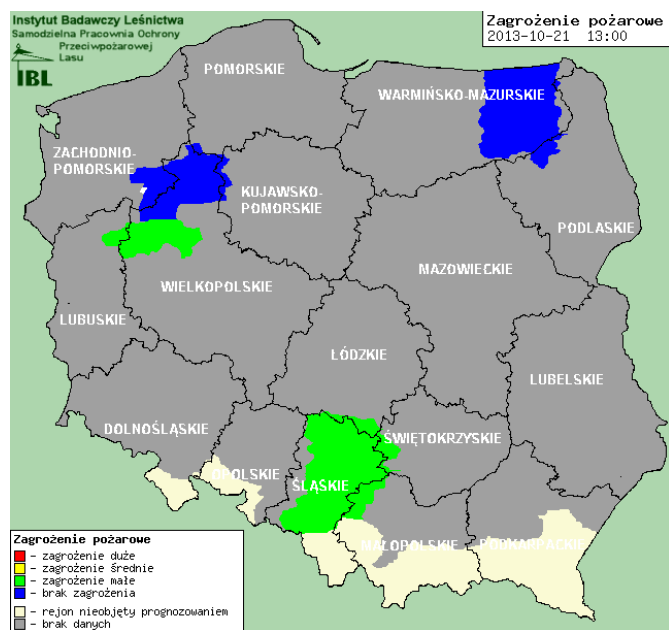 Instytut Badawczy Leśnictwa
Samodzielna Pracownia Ochrony
Przeciwpożarowej
Lasu
IBL
Zagrożenie pożarowe
2013-10-21 13:00
POMORSKIE
WARMIŃSKO-MAZURSKIE
ZACHODNIO-
POMORSKIE
KUJAWSKO-
POMORSKIE
PODLASKIE
MAZOWIECKIE
WIELKOPOLSKIE
LUBUSKIE
ŁÓDZKIE
LUBELSKIE
DOLNOŚLĄSKIE
ŚWIĘTOKRZYSKIE
OPOLSKIE
ŚLĄSKIE
MAŁOPOLSKIE
PODKARPACKIE
Zagrożenie pożarowe
- zagrożenie duże
- zagrożenie średnie
- zagrożenie małe
- brak zagrożenia
- rejon nieobjęty prognozowaniem
- brak danych